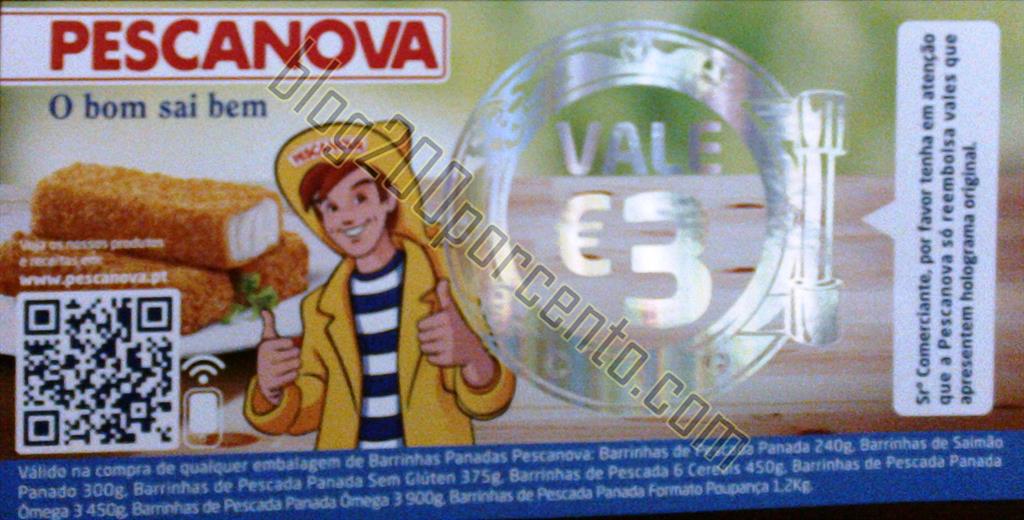 PESCANOVA
O bom sai bem
PESCANOVA
VALE
€3
Veja os nossos produtos
e receitas em:
www.pescanova.pt
Srº Comerciante, por favor tenha em atenção
que a Pescanova só reembolsa vales que
apresentem holograma original.
blog200porcento.com
Válido na compra de qualquer embalagem de Barrinhas Panadas Pescanova: Barrinhas de Panada 240g, Barrinhas de Salmão
Panado 300g, Barrinhas de Pescada Panada Sem Glúten 375g, Barrinhas de Pescada 6 Cereais 450g, Barrinhas de Pescada Panada
Ómega 3 450g, Barrinhas de Pescada Panada Ómega 3 900g, Barrinhas de Pescada Panada Formato Poupança 1.2Kg.